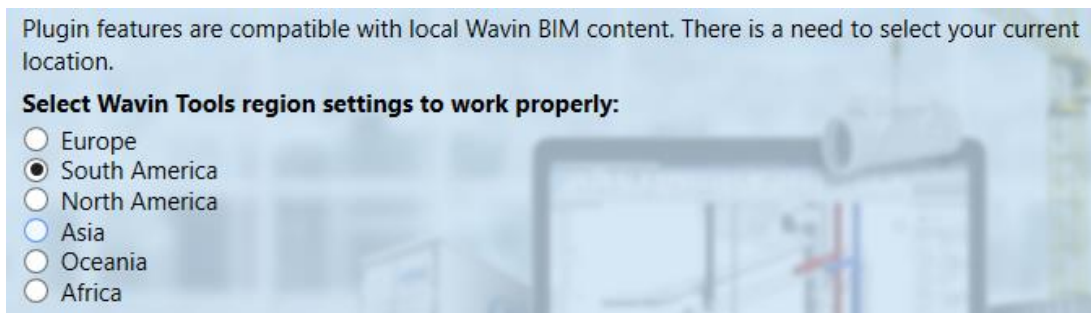 Plugin features are compatible with local Wavin BIM content. There is a need to select your current
location.
Select Wavin Tools region settings to work properly:
Europe
South America
North America
Asia
Oceania
Africa